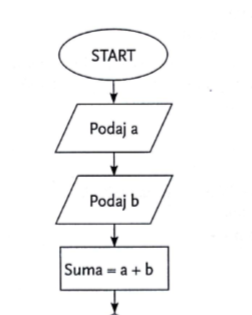 START
Podaj a
Podaj b
Suma = a + b